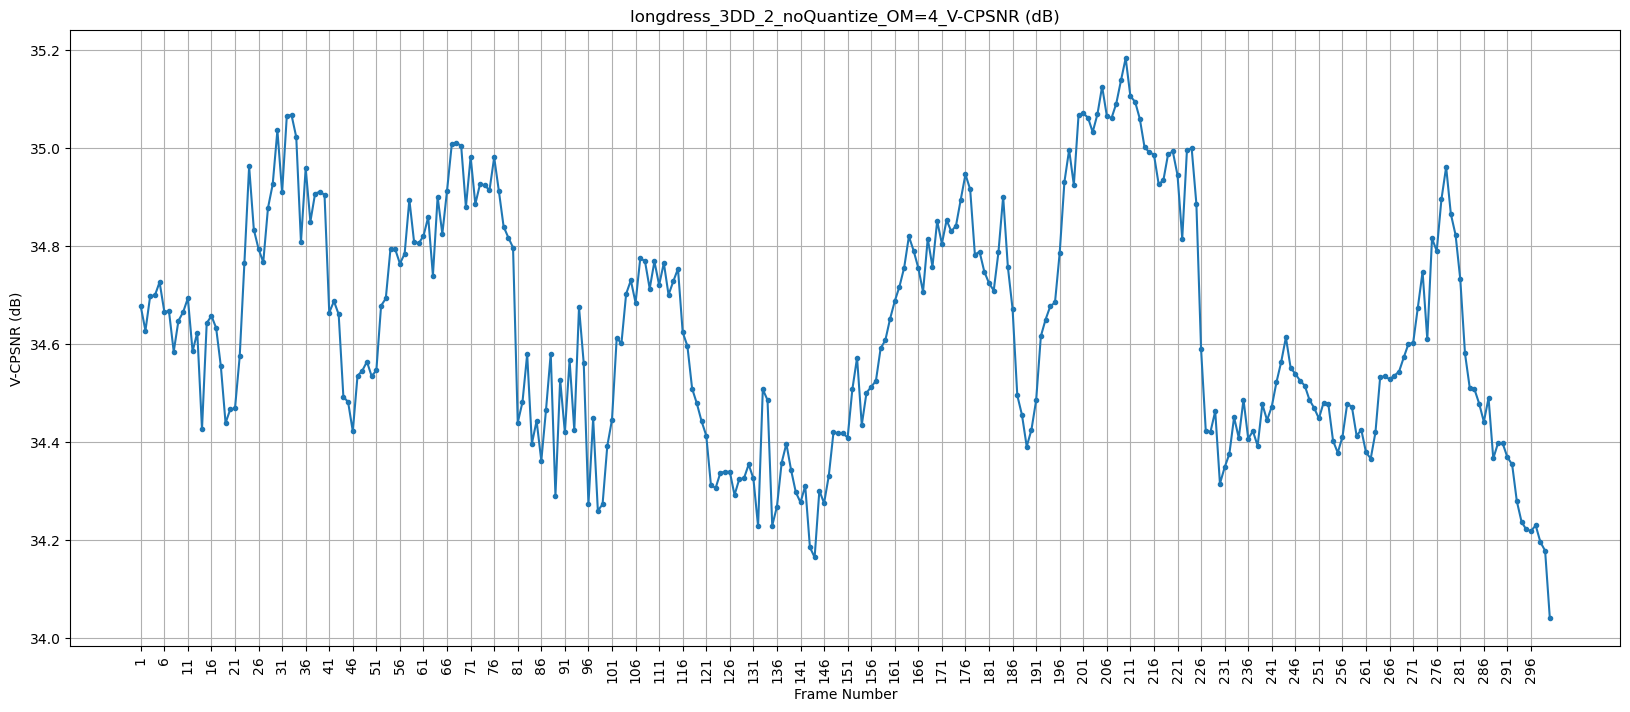 longdress_3DD_2_noQuantize_OM=4_V-CPSNR (dB)
35.2
35.0
34.8
34.6
34.4
34.2
34.0
V-CPSNR (dB)
1 6 11 16 21 26 31 36 41 46 51 56 61 66 71 76 81 86 91 96 101 106 111 116 121 126 131 136 141 146 151 156 161 166 171 176 181 186 191 196 201 206 211 216 221 226 231 236 241 246 251 256 261 266 271 276 281 286 291 296
Frame Number